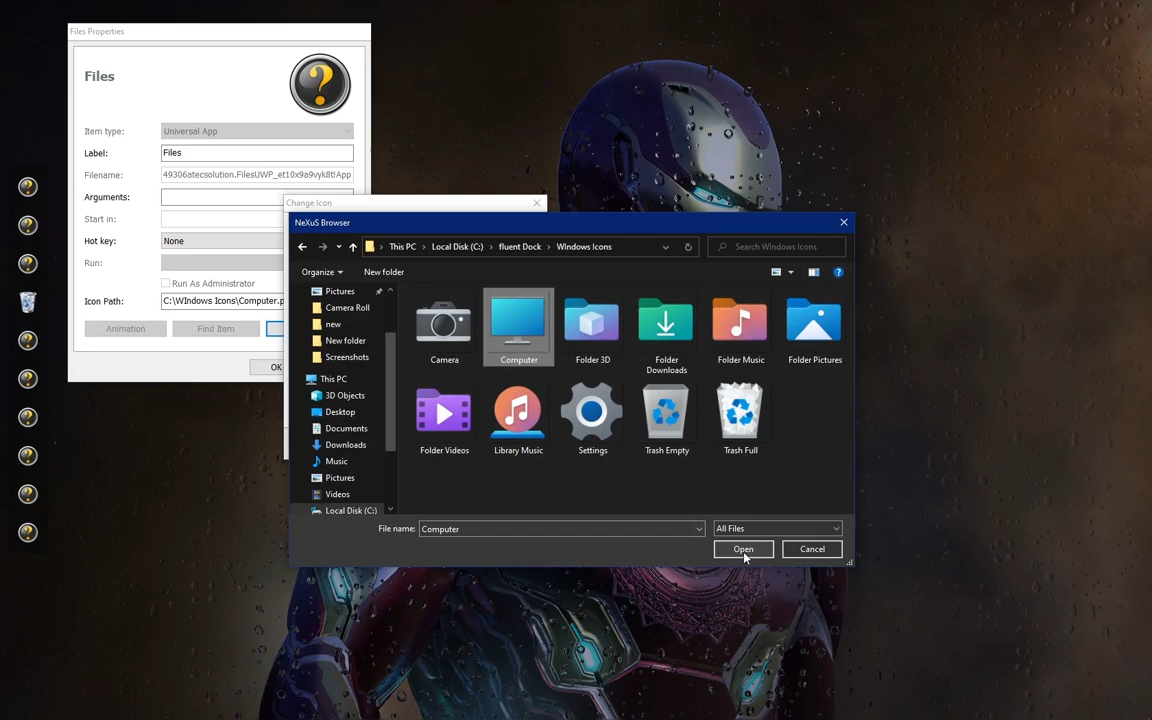 Files Properties
Files
Item type:
Universal App
Label:
Files
Filename:
49306atecsolution.FilesUWP_et10x9a9vyk8t!App
Arguments:
Start in:
Hot key:
None
Run:
Run As Administrator
Icon Path:
C:\Windows Icons\Computer.p
Animation
Find Item
OK
Change Icon
NeXuS Browser
This PC
Local Disk (C:)
fluent Dock
WIndows Icons
Search WIndows Icons
Organize
New folder
Pictures
Camera Roll
new
New folder
Screenshots
This PC
3D Objects
Desktop
Documents
Downloads
Music
Pictures
Videos
Local Disk (C:)
Camera
Computer
Folder 3D
Folder
Downloads
Folder Music
Folder Pictures
Folder Videos
Library Music
Settings
Trash Empty
Trash Full
File name:
Computer
All Files
Open
Cancel